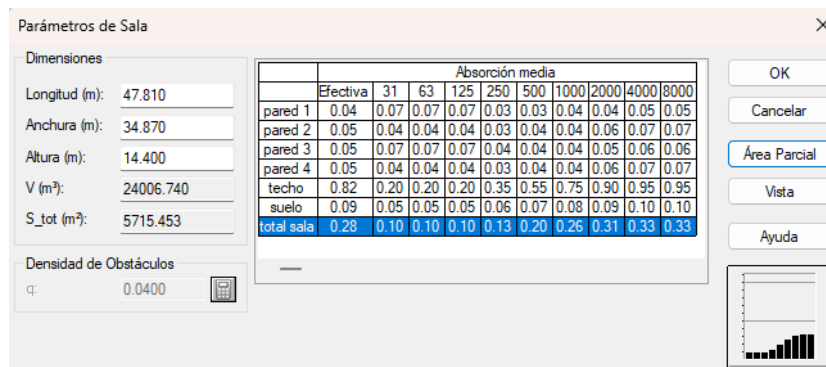 Parámetros de Sala
Dimensiones
Longitud (m): 47.810
Anchura (m): 34.870
Altura (m): 14.400
V (m³): 24006.740
S_tot (m²): 5715.453
Densidad de Obstáculos
q: 0.0400
Absorción media
Efectiva 31 63 125 250 500 1000 2000 4000 8000
pared 1 0.04 0.07 0.07 0.07 0.03 0.03 0.04 0.04 0.05 0.05
pared 2 0.05 0.04 0.04 0.04 0.03 0.04 0.04 0.06 0.07 0.07
pared 3 0.05 0.07 0.07 0.07 0.04 0.04 0.04 0.05 0.06 0.06
pared 4 0.05 0.04 0.04 0.04 0.03 0.04 0.04 0.06 0.07 0.07
techo 0.82 0.20 0.20 0.20 0.35 0.55 0.75 0.90 0.95 0.95
suelo 0.09 0.05 0.05 0.05 0.06 0.07 0.08 0.09 0.10 0.10
total sala 0.28 0.10 0.10 0.10 0.13 0.20 0.26 0.31 0.33 0.33
OK
Cancelar
Área Parcial
Vista
Ayuda